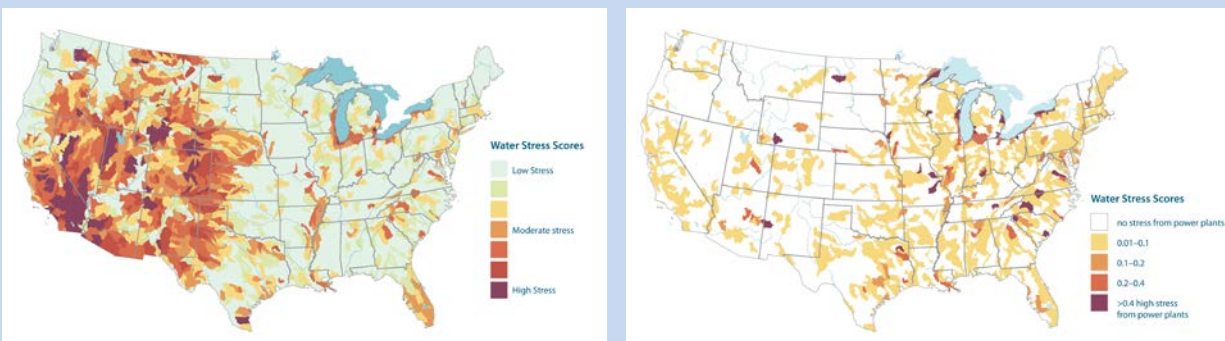 Water Stress Scores
Low Stress
Moderate stress
High Stress
Water Stress Scores
no stress from power plants
0.01–0.1
0.1–0.2
0.2–0.4
>0.4 high stress
from power plants